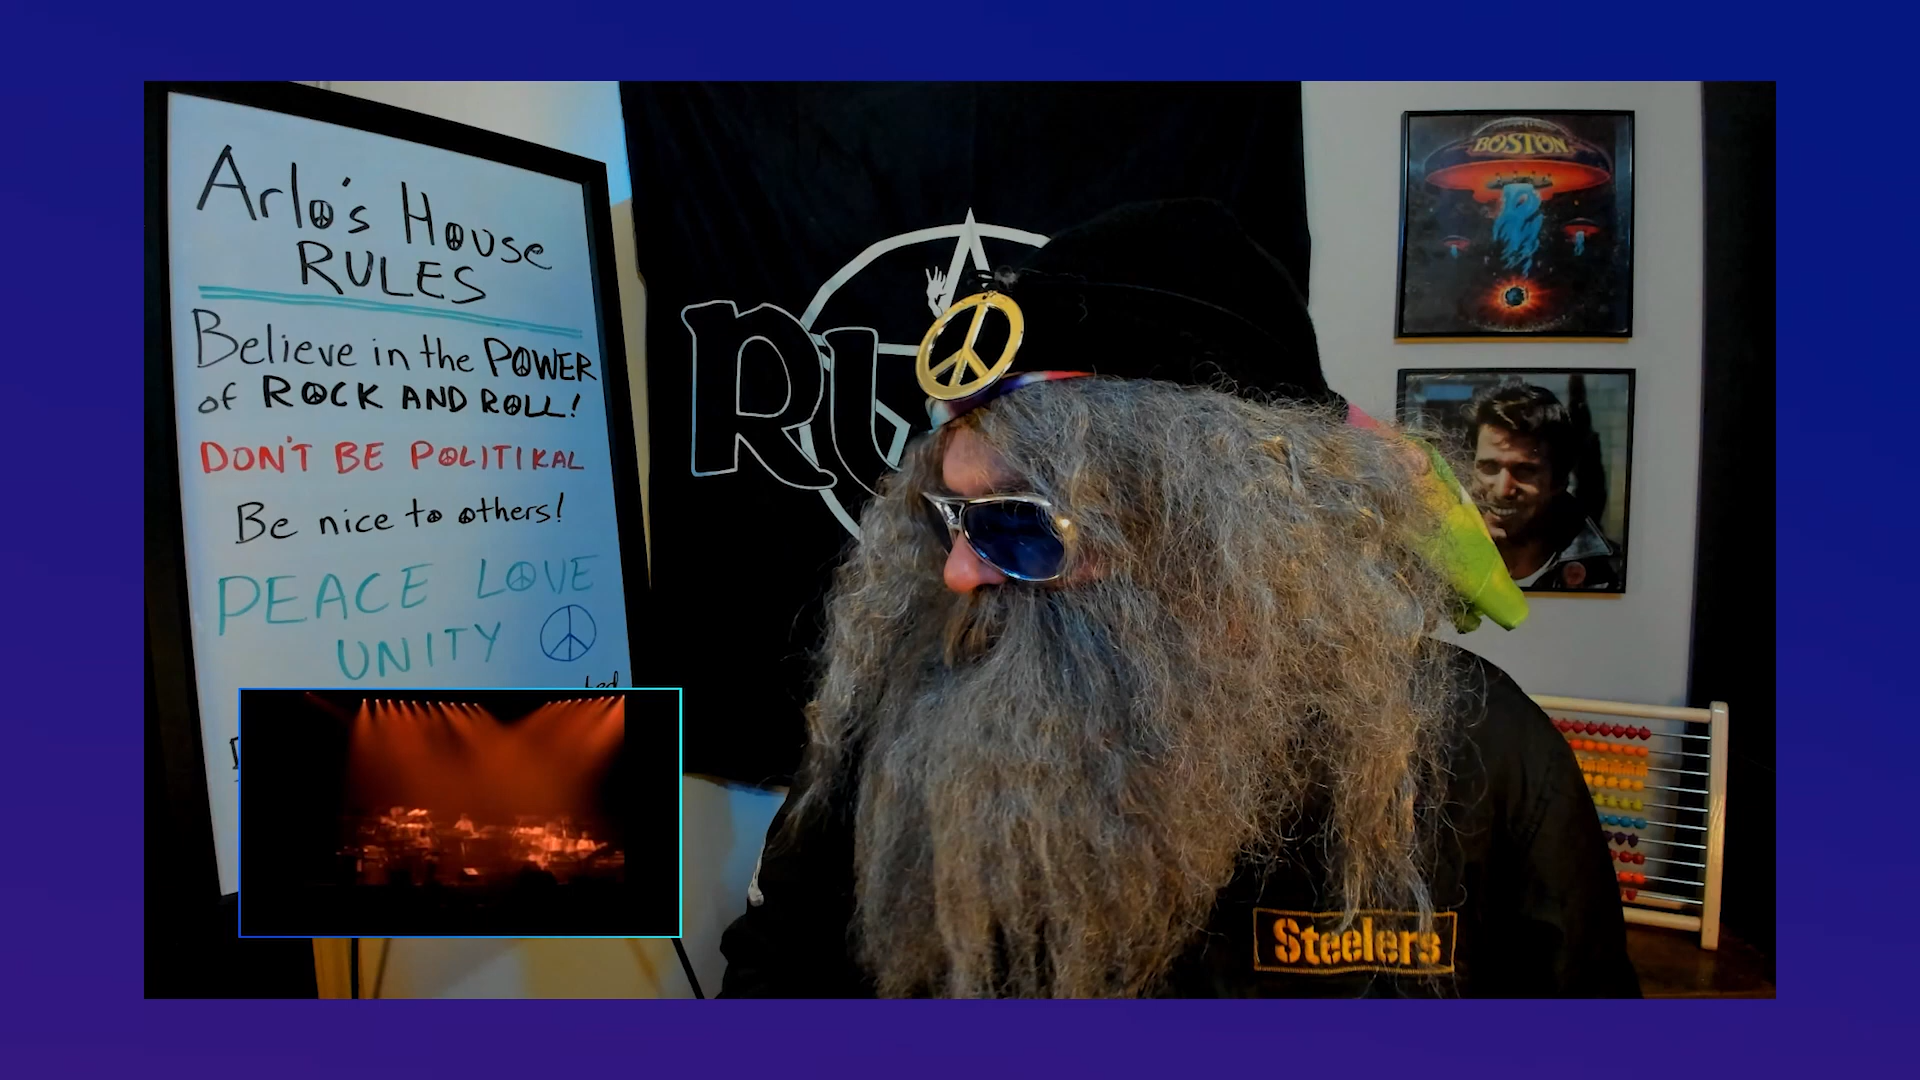 Arlo's House
RULES
Believe in the POWER
of ROCK AND ROLL!
DON'T BE POLITIKAL
Be nice to others!
PEACE LOVE
UNITY
RU
BOSTON
Steelers